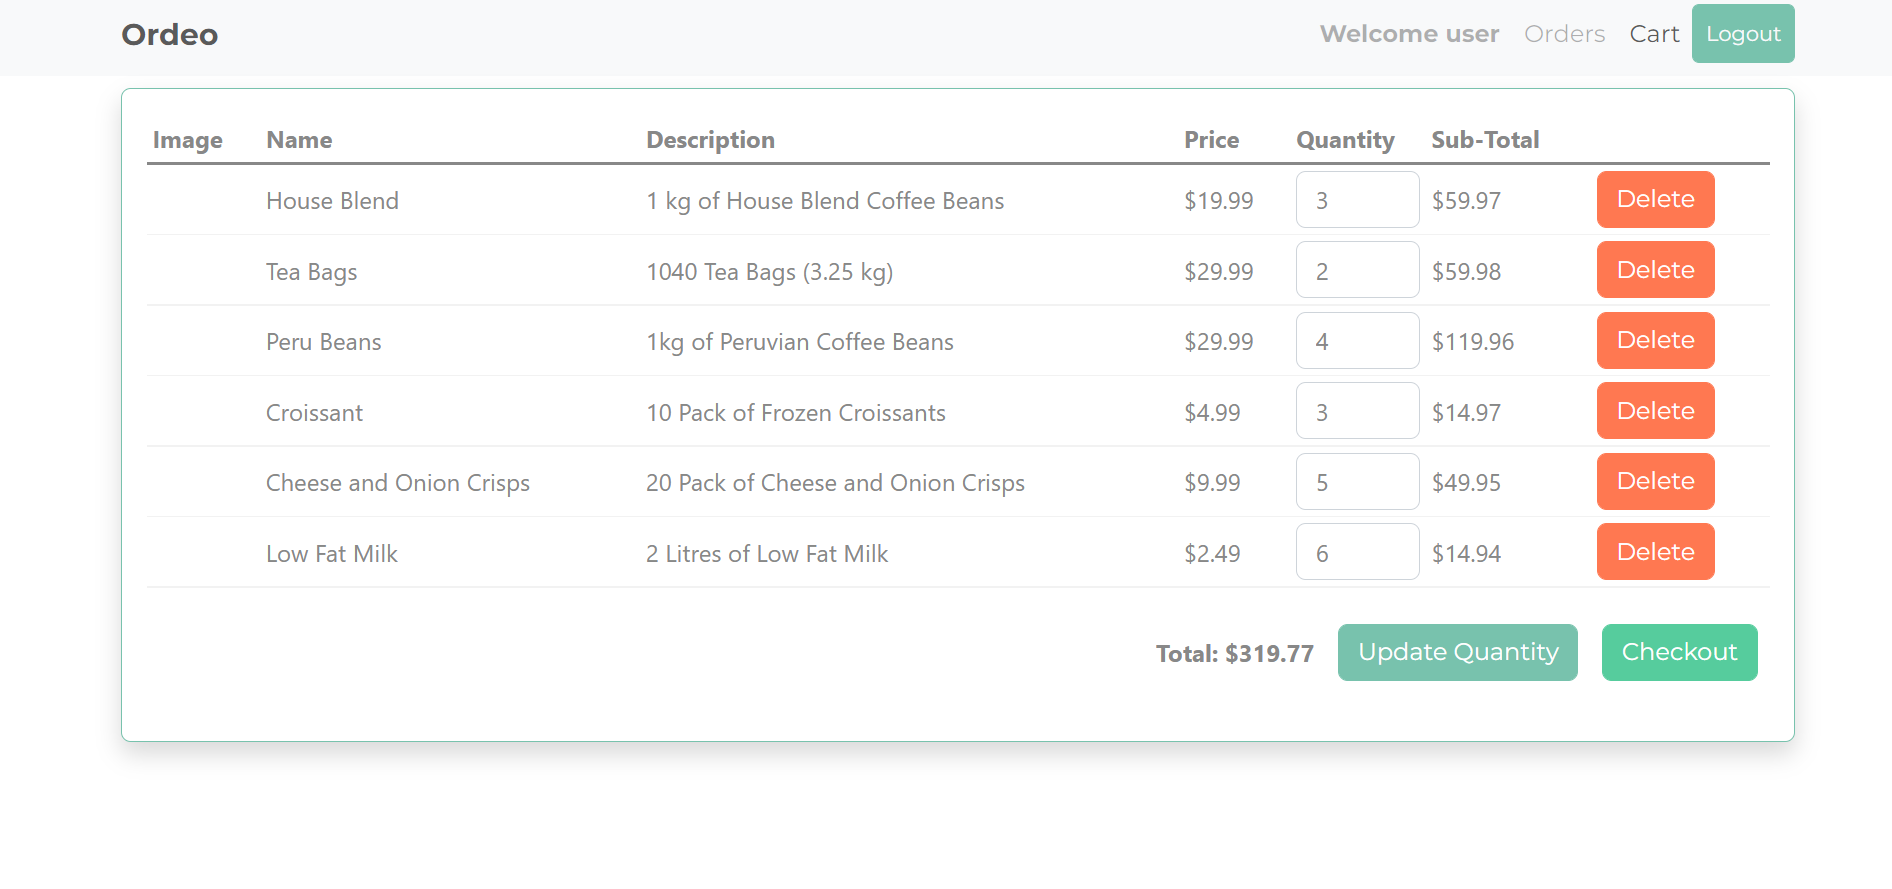 Ordeo Welcome user Orders Cart Logout
Image Name Description Price Quantity Sub-Total
House Blend 1 kg of House Blend Coffee Beans $19.99 3 $59.97 Delete
Tea Bags 1040 Tea Bags (3.25 kg) $29.99 2 $59.98 Delete
Peru Beans 1kg of Peruvian Coffee Beans $29.99 4 $119.96 Delete
Croissant 10 Pack of Frozen Croissants $4.99 3 $14.97 Delete
Cheese and Onion Crisps 20 Pack of Cheese and Onion Crisps $9.99 5 $49.95 Delete
Low Fat Milk 2 Litres of Low Fat Milk $2.49 6 $14.94 Delete
Total: $319.77 Update Quantity Checkout